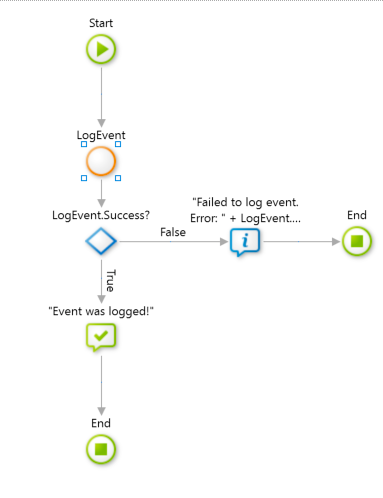 Start
LogEvent
LogEvent.Success?
"Failed to log event.
Error: " + LogEvent....
End
False
True
"Event was logged!"
End